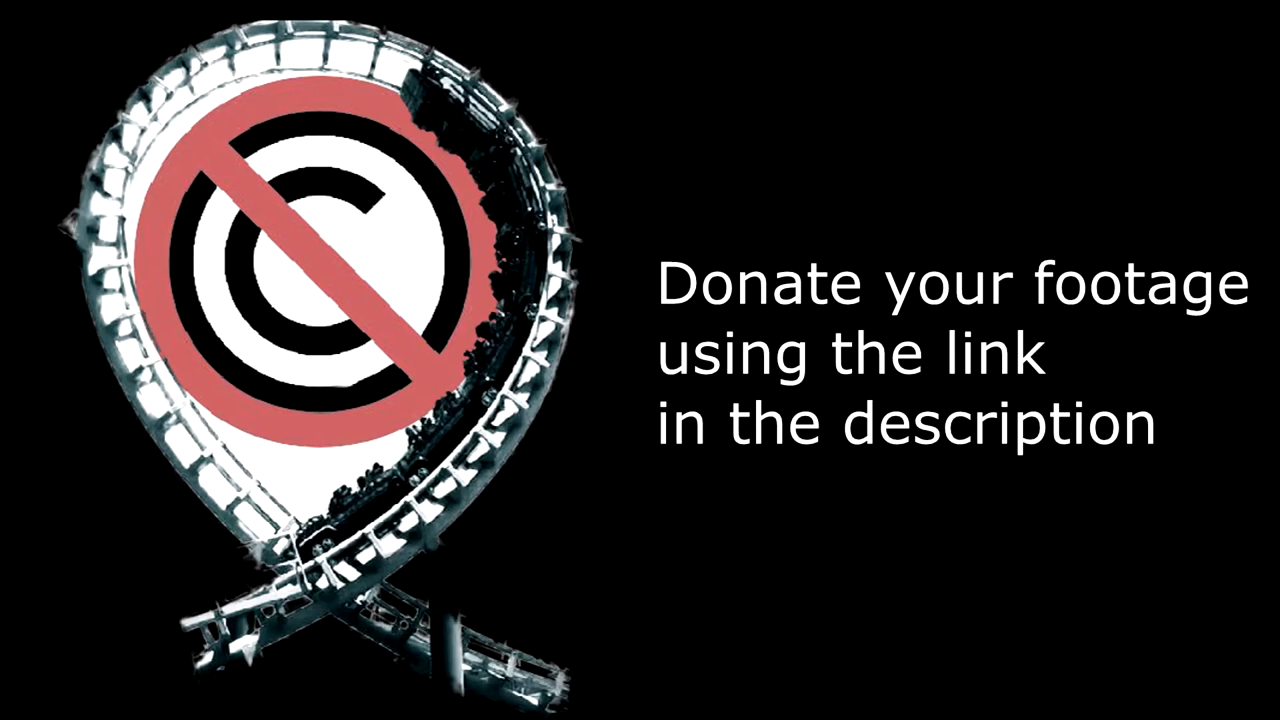 Donate your footage
using the link
in the description